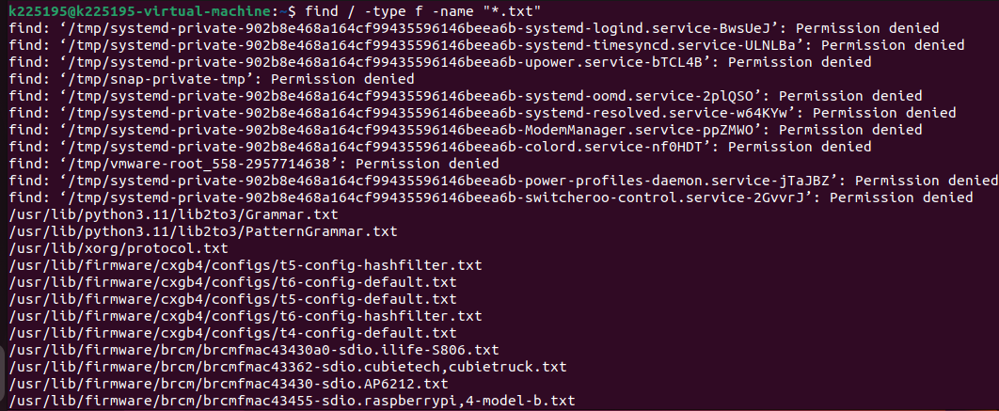 k225195@k225195-virtual-machine:~$ find / -type f -name "*.txt"
find: ‘/tmp/systemd-private-902b8e468a164cf99435596146beea6b-systemd-logind.service-BwsUeJ’: Permission denied
find: ‘/tmp/systemd-private-902b8e468a164cf99435596146beea6b-systemd-timesyncd.service-ULNLBa’: Permission denied
find: ‘/tmp/systemd-private-902b8e468a164cf99435596146beea6b-upower.service-bTCL4B’: Permission denied
find: ‘/tmp/snap-private-tmp’: Permission denied
find: ‘/tmp/systemd-private-902b8e468a164cf99435596146beea6b-systemd-oomd.service-2plQSO’: Permission denied
find: ‘/tmp/systemd-private-902b8e468a164cf99435596146beea6b-systemd-resolved.service-w64KYw’: Permission denied
find: ‘/tmp/systemd-private-902b8e468a164cf99435596146beea6b-ModemManager.service-ppZMWO’: Permission denied
find: ‘/tmp/systemd-private-902b8e468a164cf99435596146beea6b-colord.service-nf0HDT’: Permission denied
find: ‘/tmp/vmware-root_558-2957714638’: Permission denied
find: ‘/tmp/systemd-private-902b8e468a164cf99435596146beea6b-power-profiles-daemon.service-jTaJBZ’: Permission denied
find: ‘/tmp/systemd-private-902b8e468a164cf99435596146beea6b-switcheroo-control.service-2GvvrJ’: Permission denied
/usr/lib/python3.11/lib2to3/Grammar.txt
/usr/lib/python3.11/lib2to3/PatternGrammar.txt
/usr/lib/xorg/protocol.txt
/usr/lib/firmware/cxgb4/configs/t5-config-hashfilter.txt
/usr/lib/firmware/cxgb4/configs/t6-config-default.txt
/usr/lib/firmware/cxgb4/configs/t5-config-default.txt
/usr/lib/firmware/cxgb4/configs/t6-config-hashfilter.txt
/usr/lib/firmware/cxgb4/configs/t4-config-default.txt
/usr/lib/firmware/brcm/brcmfmac43430a0-sdio.ilife-S806.txt
/usr/lib/firmware/brcm/brcmfmac43362-sdio.cubietech,cubietruck.txt
/usr/lib/firmware/brcm/brcmfmac43430-sdio.AP6212.txt
/usr/lib/firmware/brcm/brcmfmac43455-sdio.raspberrypi,4-model-b.txt